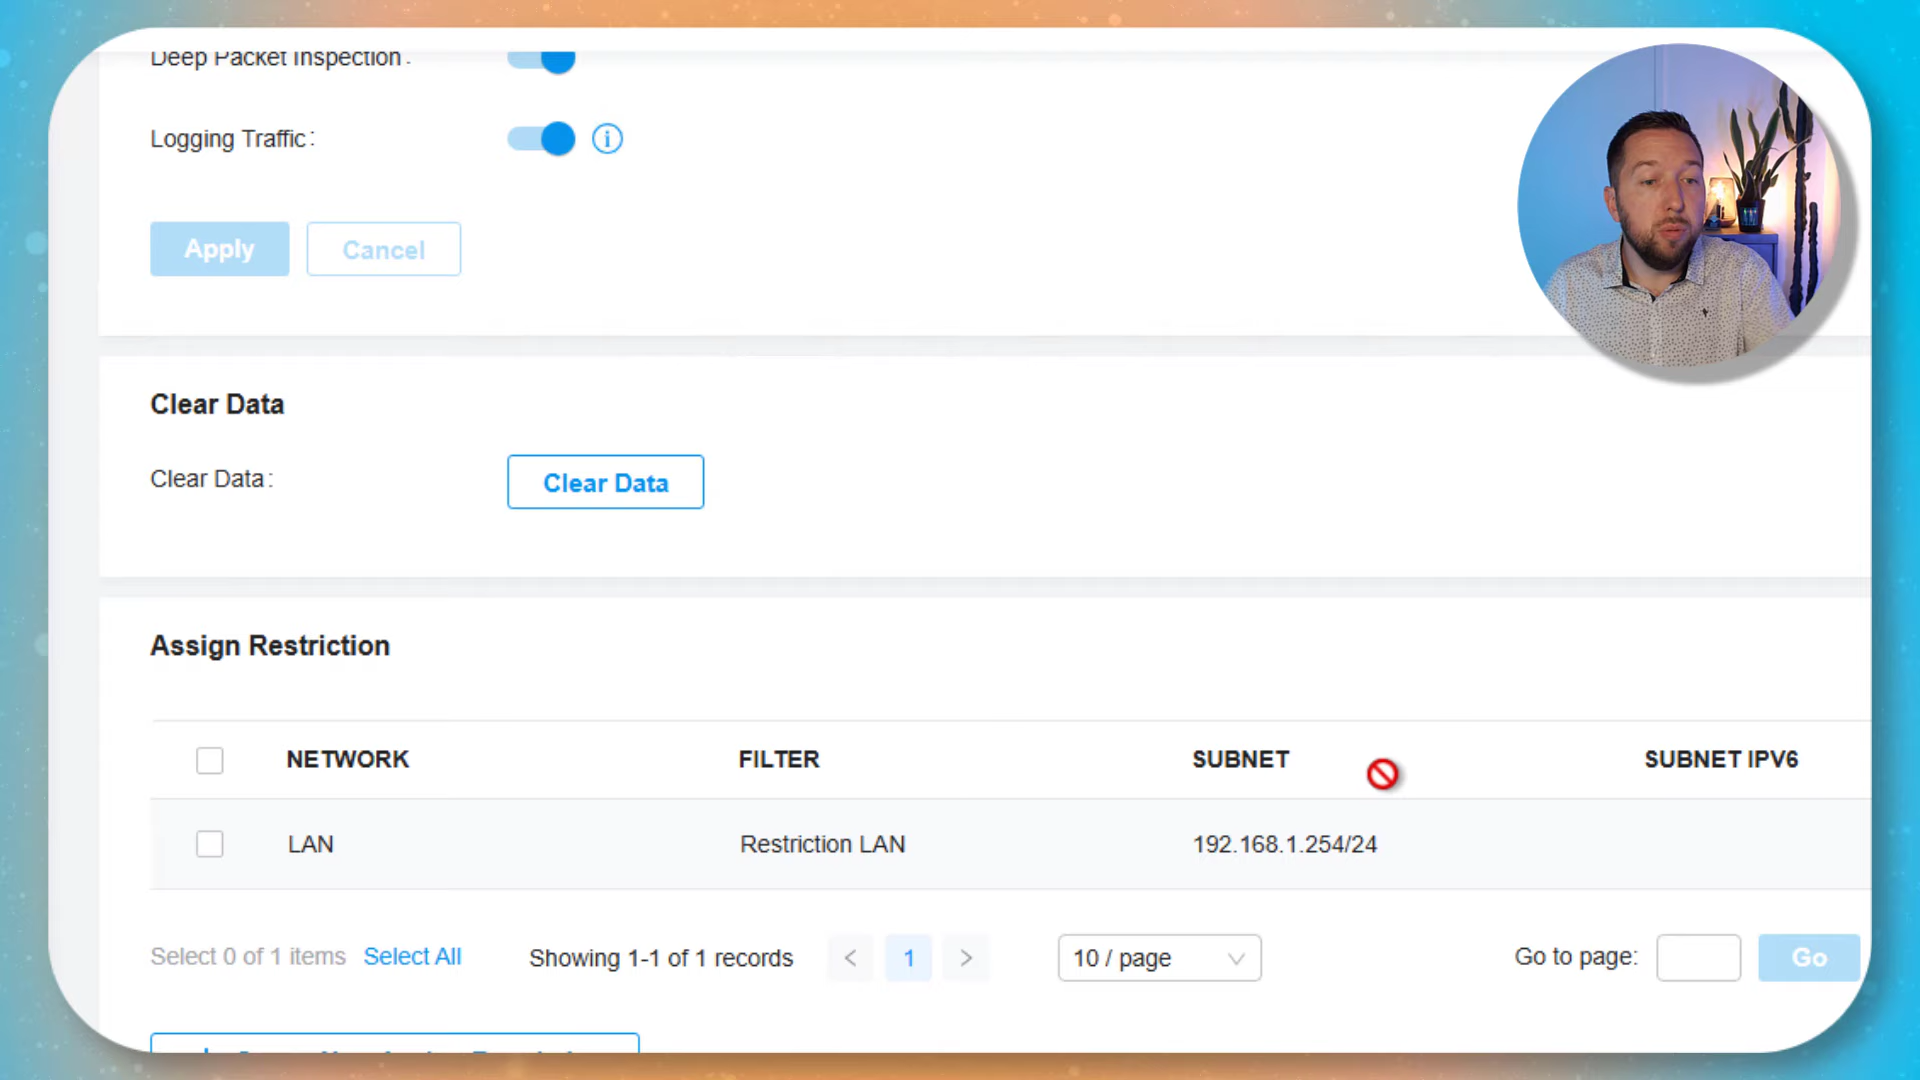 Deep Packet Inspection :
Logging Traffic :
Apply Cancel
Clear Data
Clear Data : Clear Data
Assign Restriction
NETWORK FILTER SUBNET SUBNET IPV6
LAN Restriction LAN 192.168.1.254/24
Select 0 of 1 items Select All Showing 1-1 of 1 records < 1 > 10 / page Go to page: Go